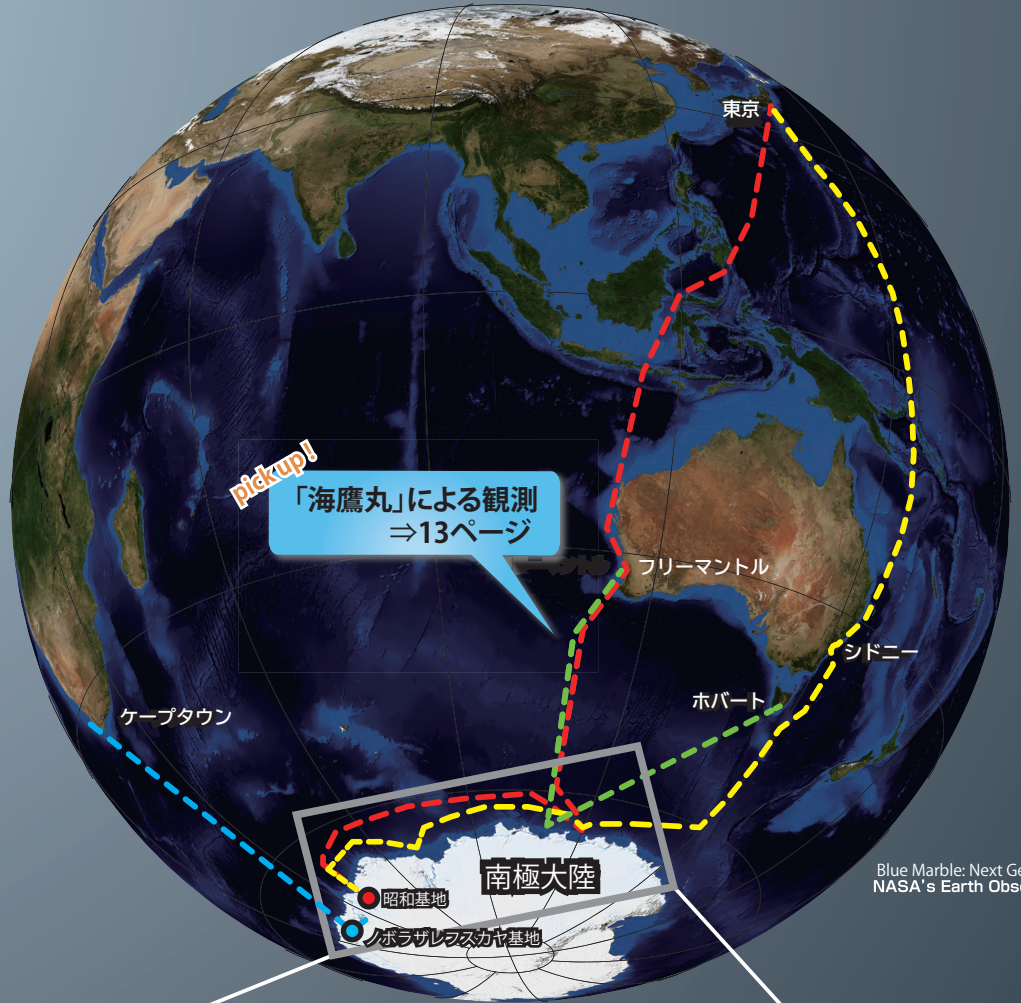 東京
pick up !
「海鷹丸」による観測
⇒13ページ
フリーマントル
シドニー
ホバート
ケープタウン
南極大陸
昭和基地
ノボラザレフスカヤ基地
Blue Marble: Next Ge
NASA's Earth Obse